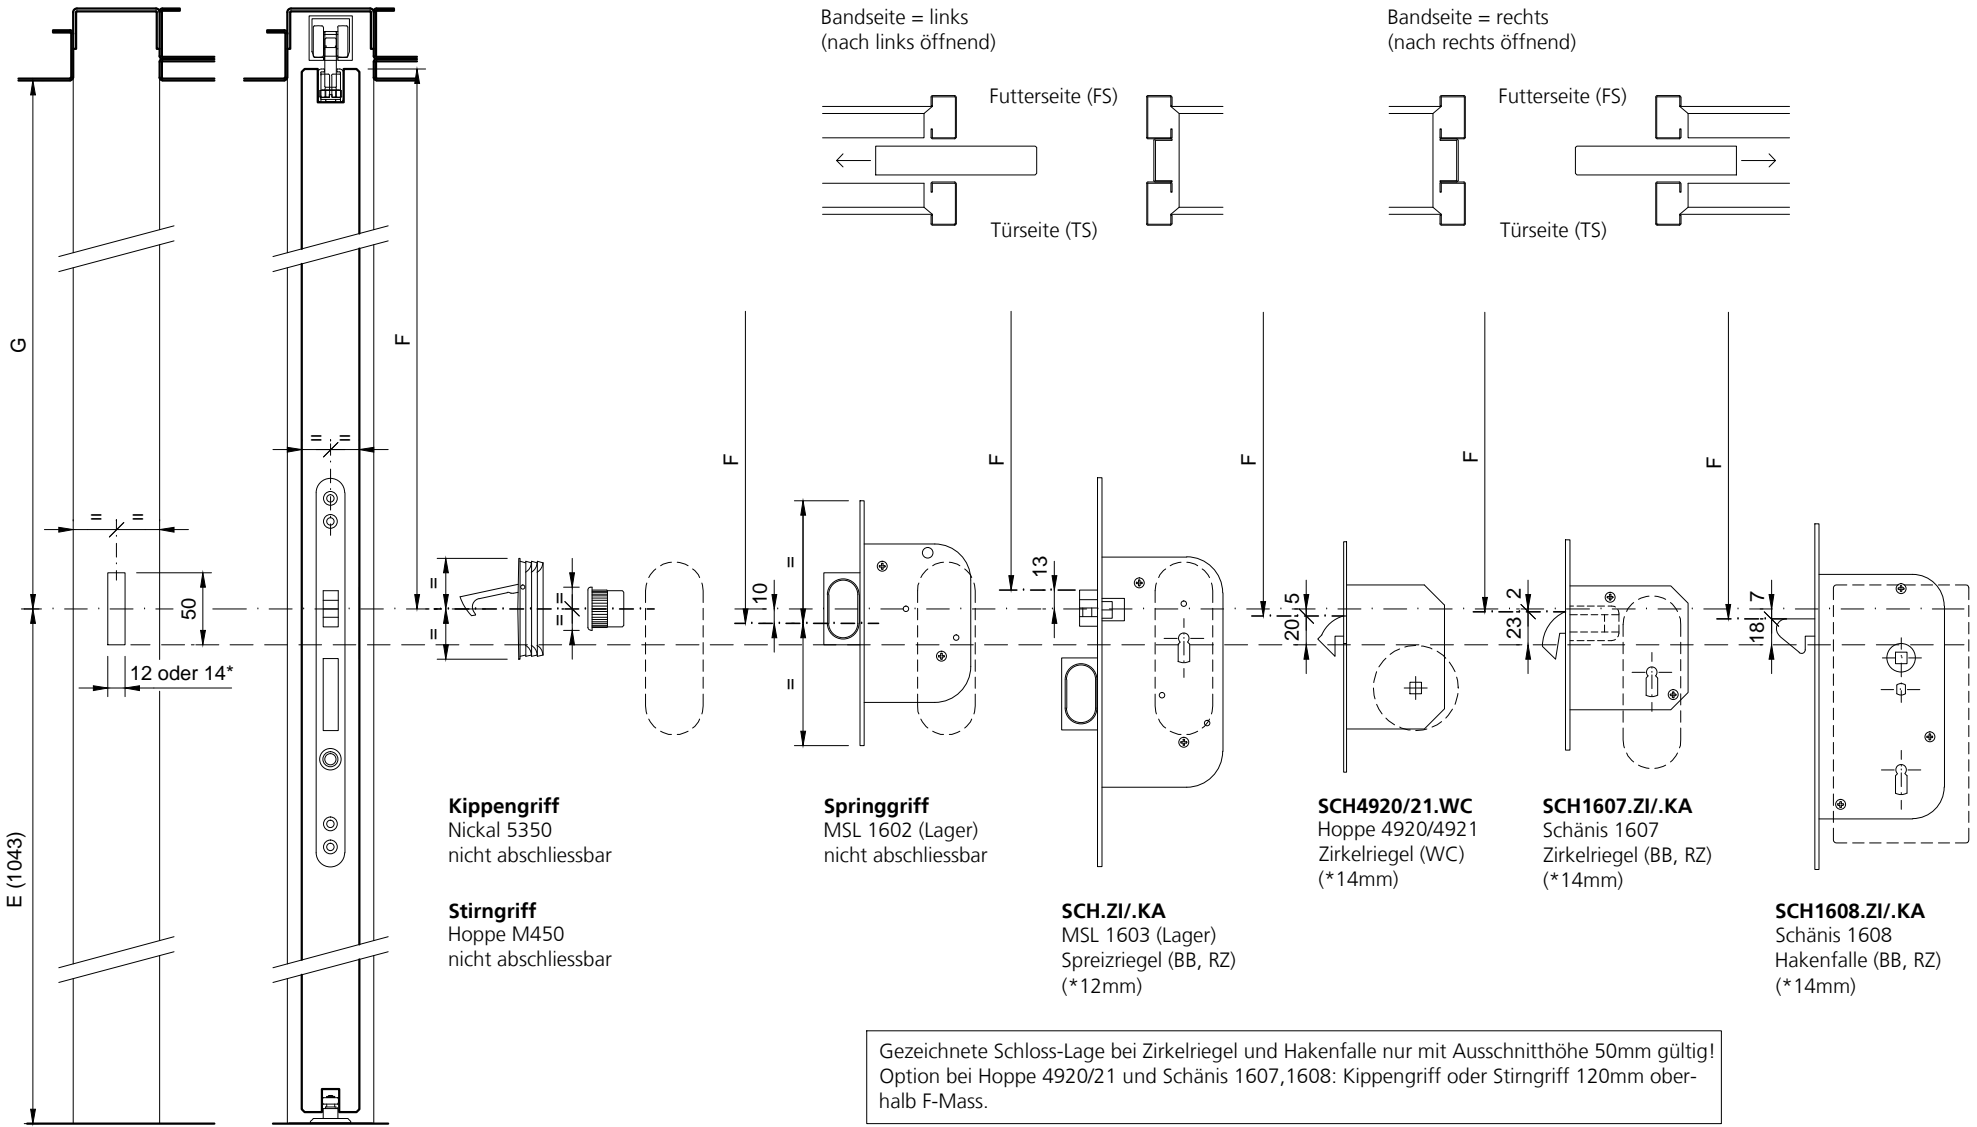 Bandseite = links
(nach links öffnend)
Bandseite = rechts
(nach rechts öffnend)
Futterseite (FS)
Futterseite (FS)
Türseite (TS)
Türseite (TS)
G
F
F
F
F
F
F
= =
= =
50
12 oder 14*
=
=
=
=
10
=
=
13
5
20
2
23
7
18
E (1043)
Kippengriff
Nickal 5350
nicht abschliessbar
Stirngriff
Hoppe M450
nicht abschliessbar
Springgriff
MSL 1602 (Lager)
nicht abschliessbar
SCH.ZI/.KA
MSL 1603 (Lager)
Spreizriegel (BB, RZ)
(*12mm)
SCH4920/21.WC
Hoppe 4920/4921
Zirkelriegel (WC)
(*14mm)
SCH1607.ZI/.KA
Schänis 1607
Zirkelriegel (BB, RZ)
(*14mm)
SCH1608.ZI/.KA
Schänis 1608
Hakenfalle (BB, RZ)
(*14mm)
Gezeichnete Schloss-Lage bei Zirkelriegel und Hakenfalle nur mit Ausschnitthöhe 50mm gültig!
Option bei Hoppe 4920/21 und Schänis 1607,1608: Kippengriff oder Stirngriff 120mm ober-
halb F-Mass.